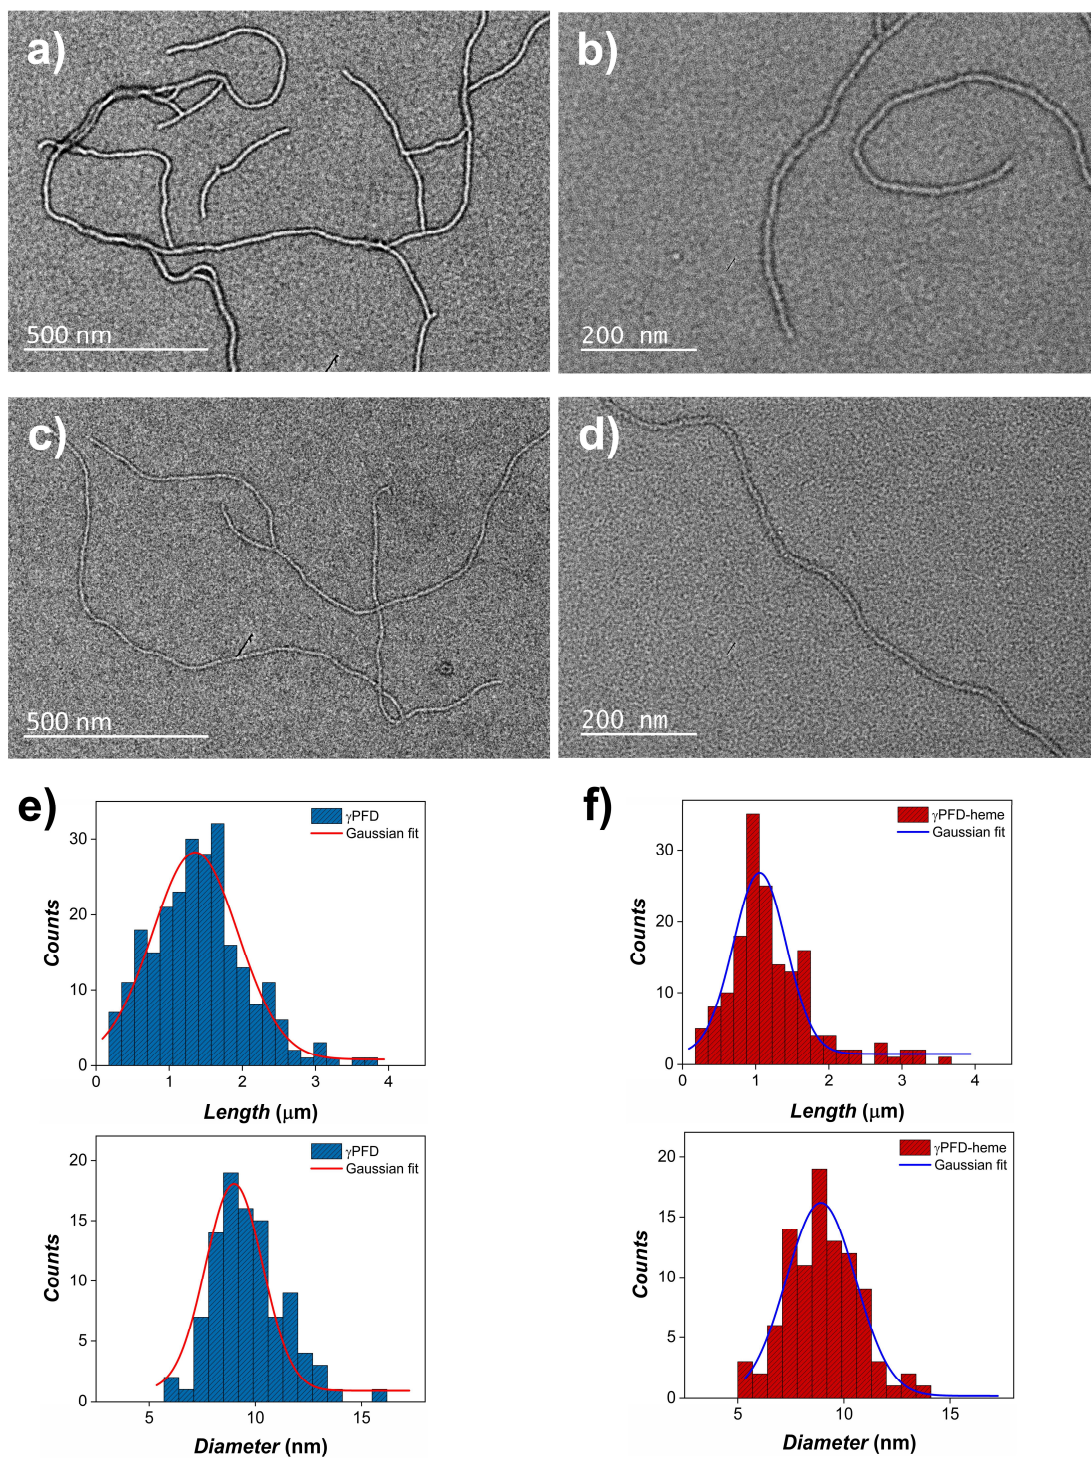 a)
500 nm
b)
200 nm
c)
500 nm
d)
200 nm
e)
γPFD
Gaussian fit
Counts
30
20
10
0
0 1 2 3 4
Length (μm)
f)
γPFD-heme
Gaussian fit
Counts
30
20
10
0
0 1 2 3 4
Length (μm)
γPFD
Gaussian fit
Counts
20
15
10
5
0
5 10 15
Diameter (nm)
γPFD-heme
Gaussian fit
Counts
20
15
10
5
0
5 10 15
Diameter (nm)